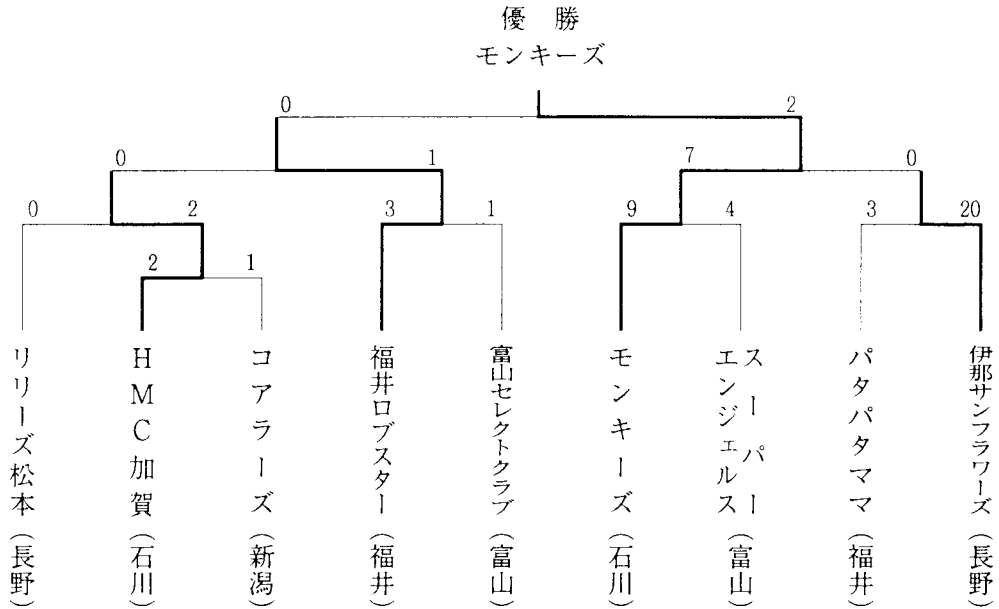 優勝
モンキーズ
0 2
0 1 7 0
0 2 3 1 9 4 3 20
2 1
リリーズ松本（長野）
HMC加賀（石川）
コアラーズ（新潟）
福井ロブスター（福井）
富山セレクトクラブ（富山）
モンキーズ（石川）
スーパー
エンジェルス（富山）
パタパタママ（福井）
伊那サンフラワーズ（長野）